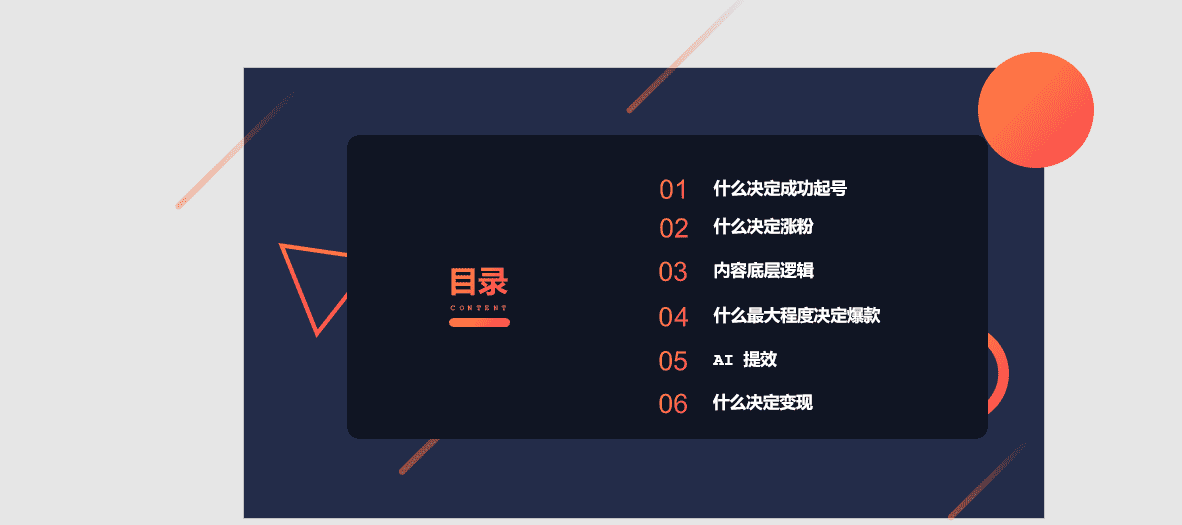 目录
CONTENT
01 什么决定成功起号
02 什么决定涨粉
03 内容底层逻辑
04 什么最大程度决定爆款
05 AI 提效
06 什么决定变现